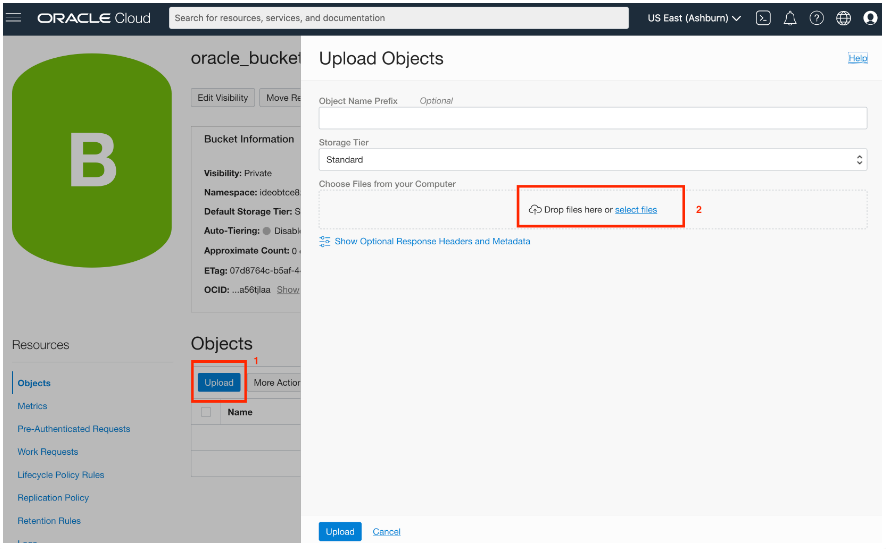 ORACLE Cloud
Search for resources, services, and documentation
US East (Ashburn)
B
oracle_bucket
Edit Visibility
Move Re
Bucket Information
Visibility: Private
Namespace: ideobtce8.
Default Storage Tier: S
Auto-Tiering: Disable
Approximate Count: 0
ETag: 07d8764c-b5af-4
OCID: ...a56tjlaa Show
Resources
Objects
Metrics
Pre-Authenticated Requests
Work Requests
Lifecycle Policy Rules
Replication Policy
Retention Rules
Objects
1
Upload
More Action
Name
Upload Objects
Help
Object Name Prefix Optional
Storage Tier
Standard
Choose Files from your Computer
Drop files here or select files
2
Show Optional Response Headers and Metadata
Upload
Cancel